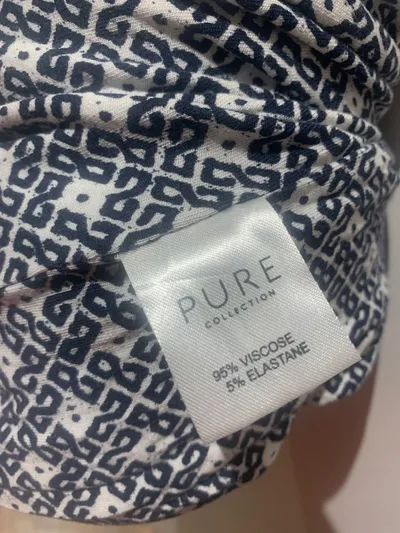 PURE
COLLECTION
95% VISCOSE
5% ELASTANE